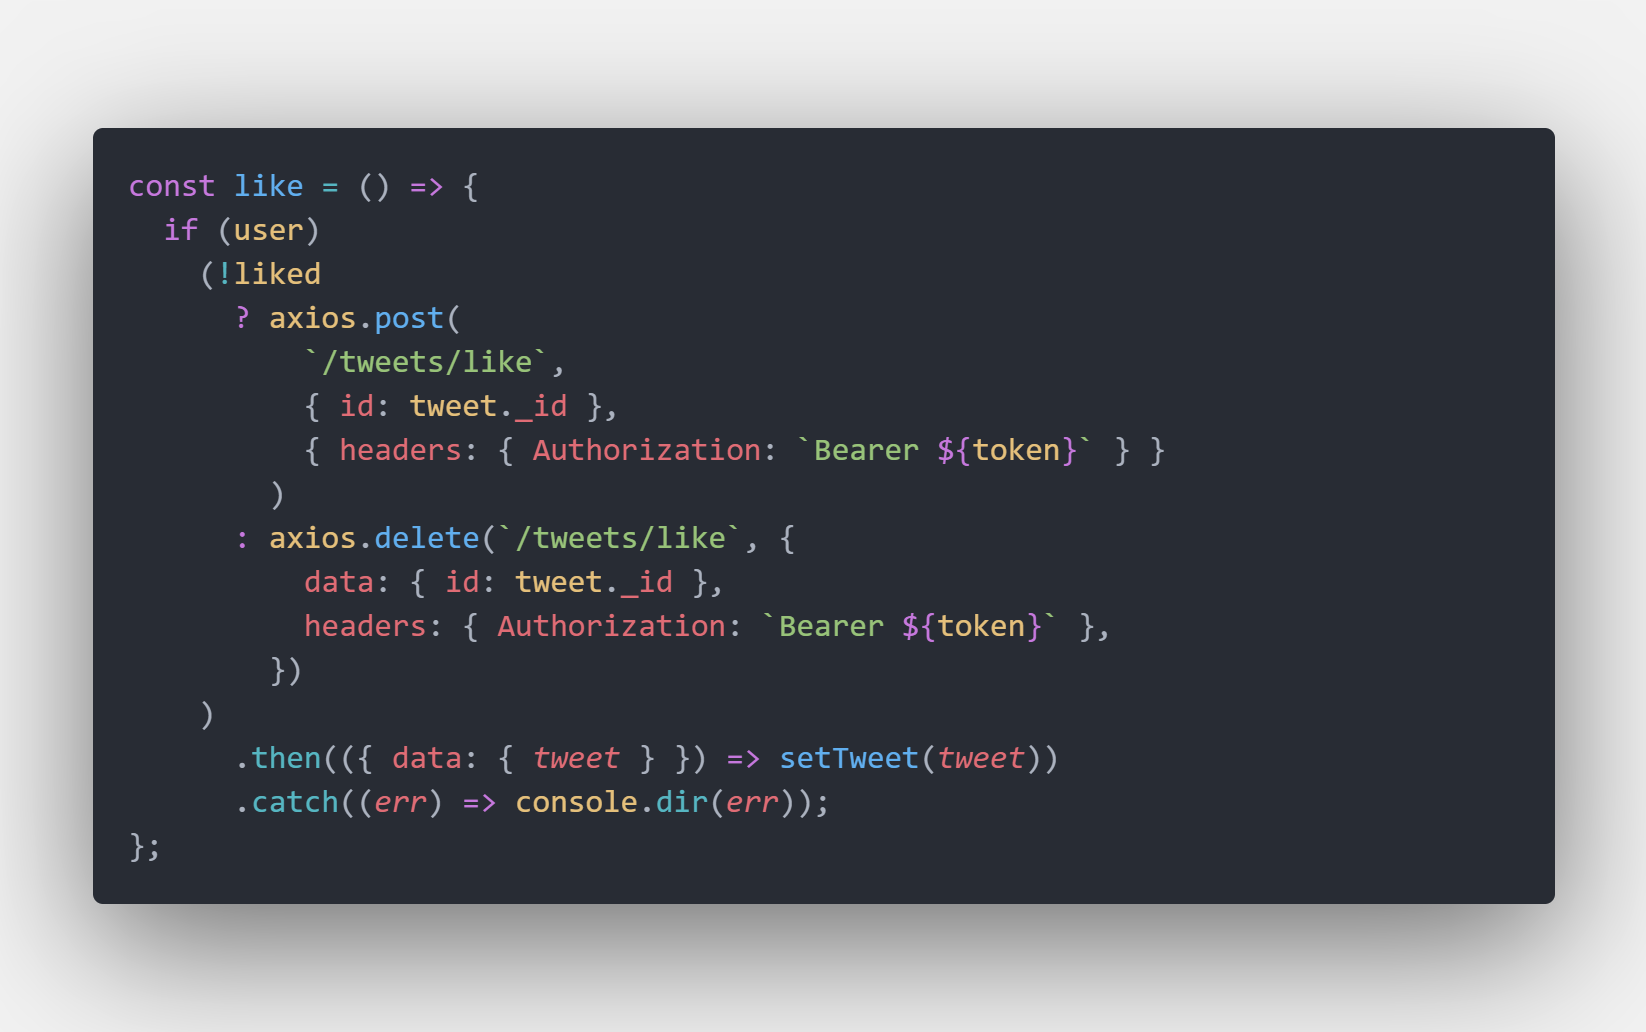 const like = () => {
  if (user)
    (!liked
      ? axios.post(
          `/tweets/like`,
          { id: tweet._id },
          { headers: { Authorization: `Bearer ${token}` } }
        )
      : axios.delete(`/tweets/like`, {
          data: { id: tweet._id },
          headers: { Authorization: `Bearer ${token}` },
        })
    )
      .then(({ data: { tweet } }) => setTweet(tweet))
      .catch((err) => console.dir(err));
};